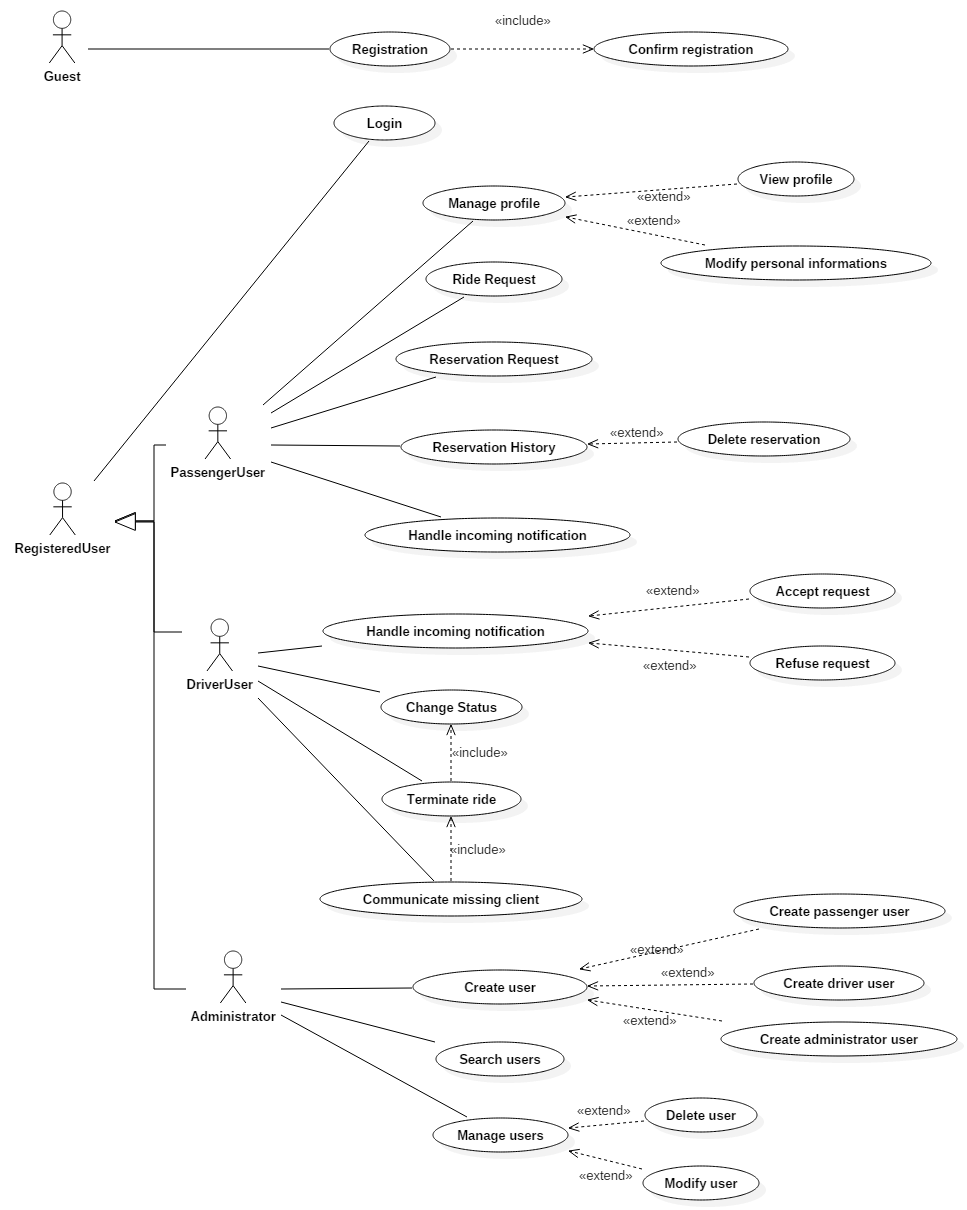 «include»
Registration
Confirm registration
Guest
Login
View profile
«extend»
Manage profile
«extend»
Modify personal informations
Ride Request
Reservation Request
«extend»
Delete reservation
Reservation History
PassengerUser
Handle incoming notification
RegisteredUser
«extend»
Accept request
Handle incoming notification
«extend»
Refuse request
DriverUser
Change Status
«include»
Terminate ride
«include»
Communicate missing client
Create passenger user
«extend»
«extend»
Create user
Create driver user
Administrator
«extend»
Create administrator user
Search users
«extend»
Delete user
Manage users
«extend»
Modify user